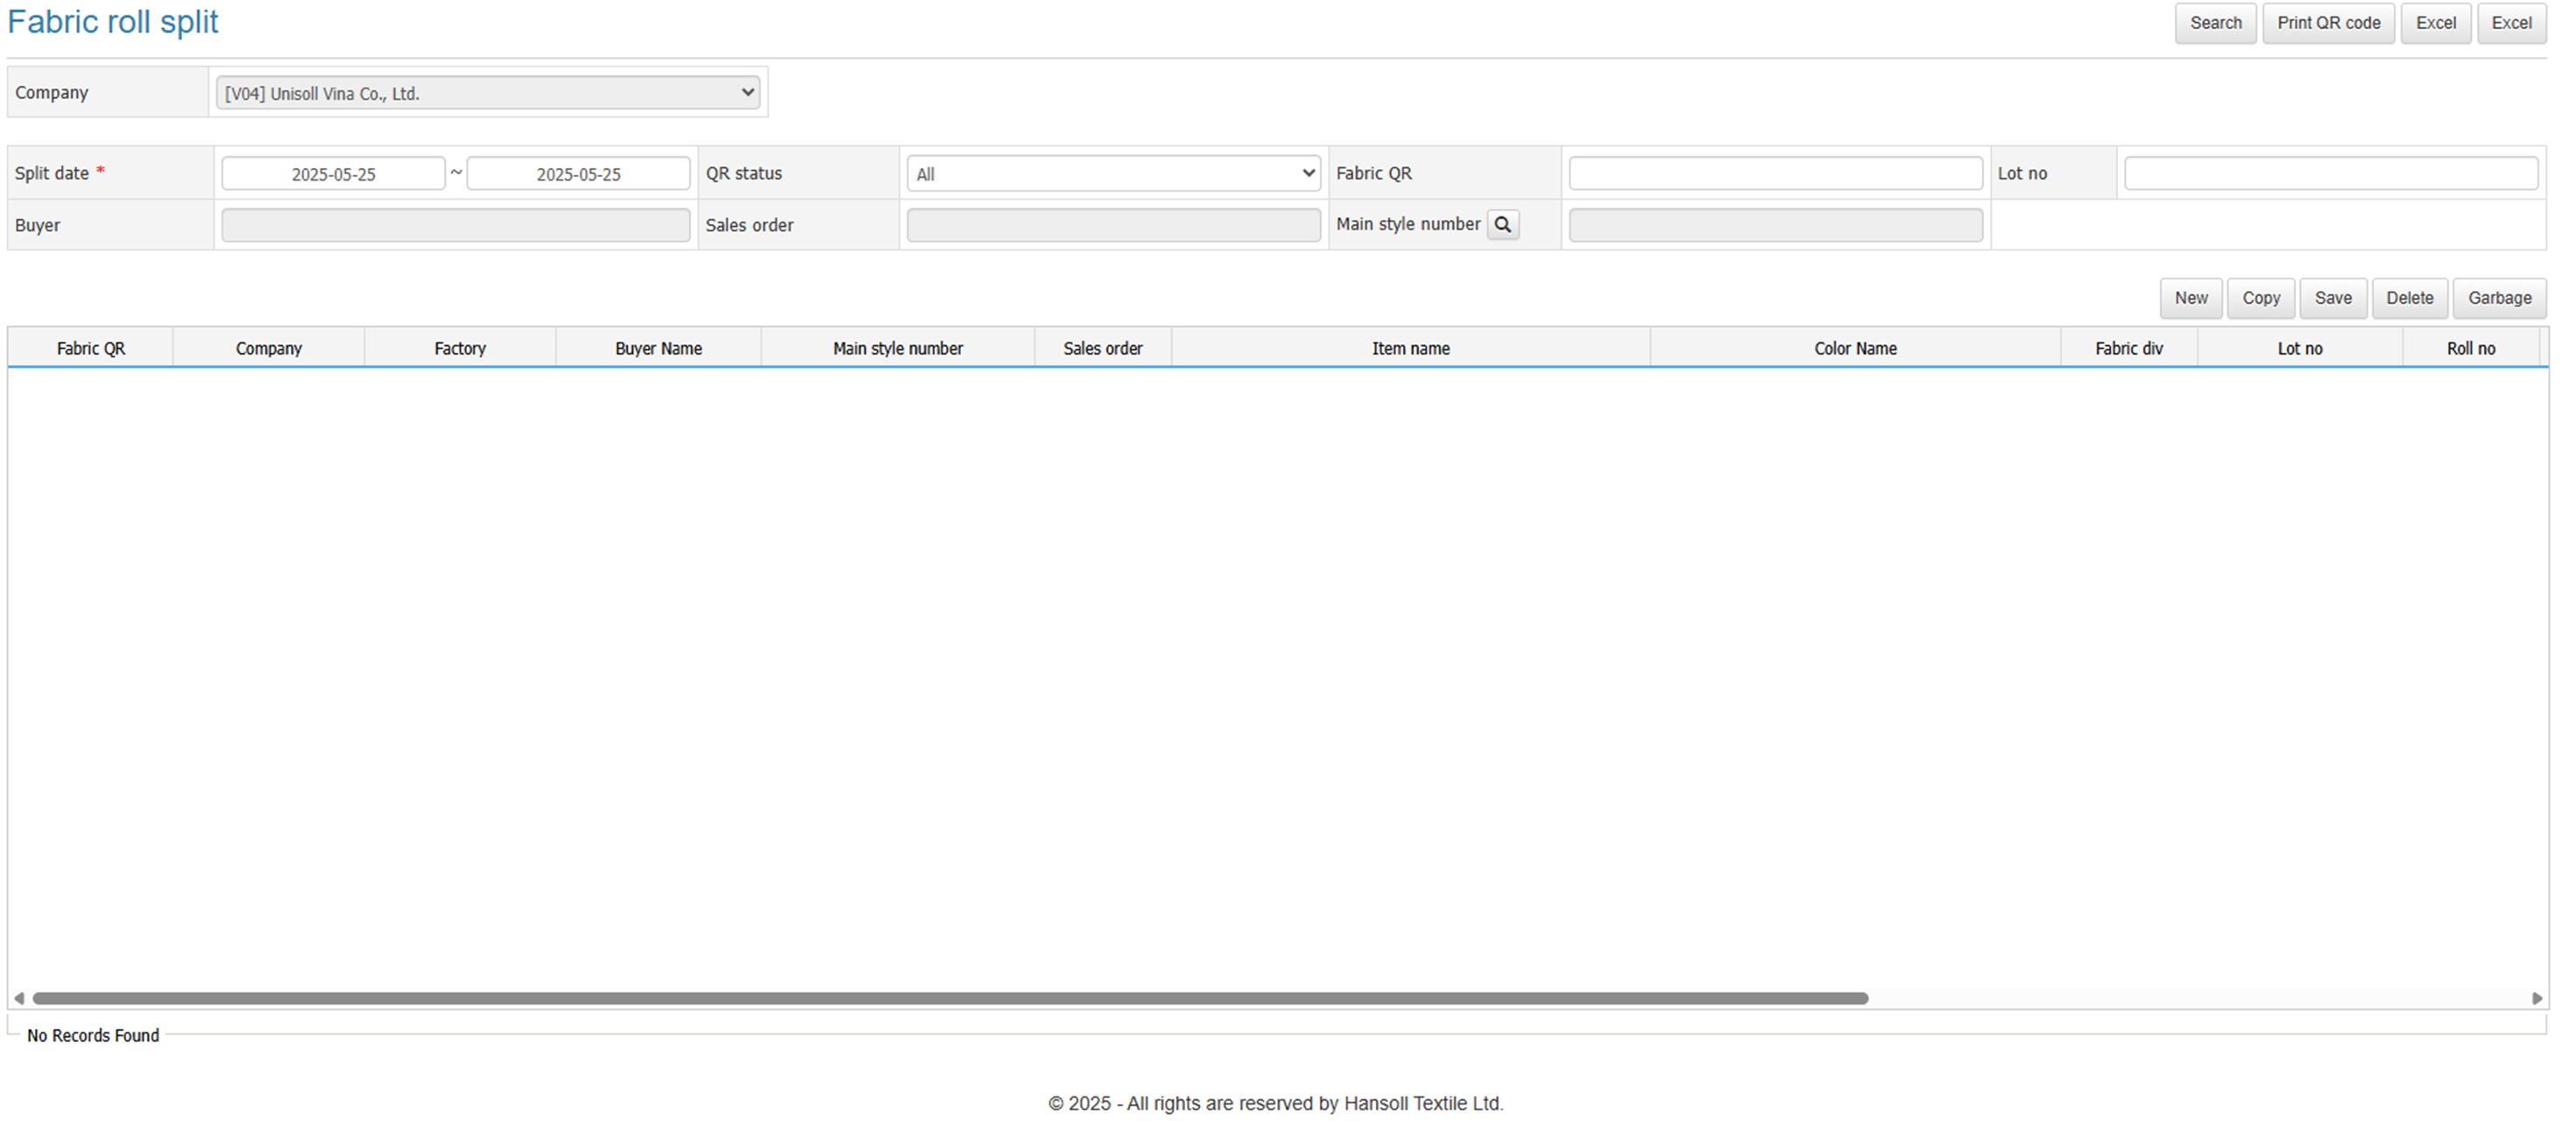 Fabric roll split
Search Print QR code Excel Excel
Company [V04] Unisoll Vina Co., Ltd.
Split date * 2025-05-25 ~ 2025-05-25 QR status All Fabric QR Lot no
Buyer Sales order Main style number
New Copy Save Delete Garbage
Fabric QR Company Factory Buyer Name Main style number Sales order Item name Color Name Fabric div Lot no Roll no
No Records Found
© 2025 - All rights are reserved by Hansoll Textile Ltd.